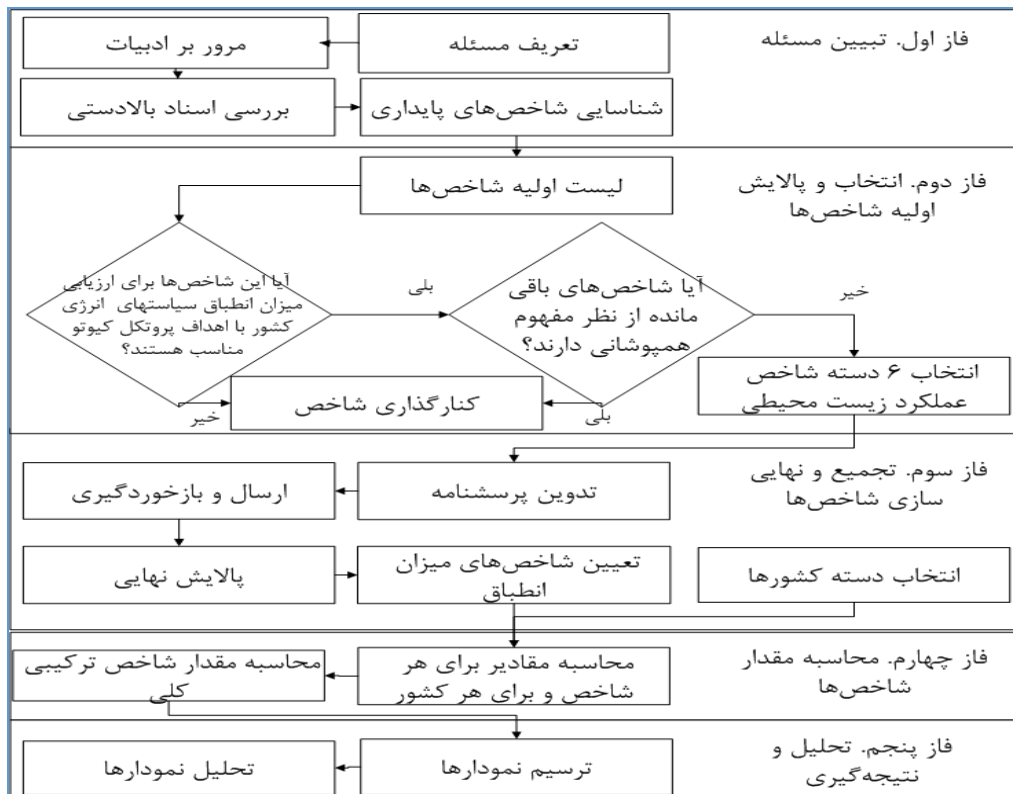 فاز اول. تبیین مسئله
تعریف مسئله
مرور بر ادبیات
بررسی اسناد بالادستی
شناسایی شاخص‌های پایداری
فاز دوم. انتخاب و پالایش
اولیه شاخص‌ها
لیست اولیه شاخص‌ها
آیا این شاخص‌ها برای ارزیابی
میزان انطباق سیاستهای انرژی
کشور با اهداف پروتکل کیوتو
مناسب هستند؟
بلی
آیا شاخص‌های باقی
مانده از نظر مفهوم
همپوشانی دارند؟
خیر
انتخاب ۶ دسته شاخص
عملکرد زیست محیطی
کنارگذاری شاخص
بلی
خیر
فاز سوم. تجمیع و نهایی
سازی شاخص‌ها
تدوین پرسشنامه
ارسال و بازخوردگیری
پالایش نهایی
تعیین شاخص‌های میزان
انطباق
انتخاب دسته کشورها
فاز چهارم. محاسبه مقدار
شاخص‌ها
محاسبه مقادیر برای هر
شاخص و برای هر کشور
محاسبه مقدار شاخص ترکیبی
کلی
فاز پنجم. تحلیل و
نتیجه‌گیری
ترسیم نمودارها
تحلیل نمودارها